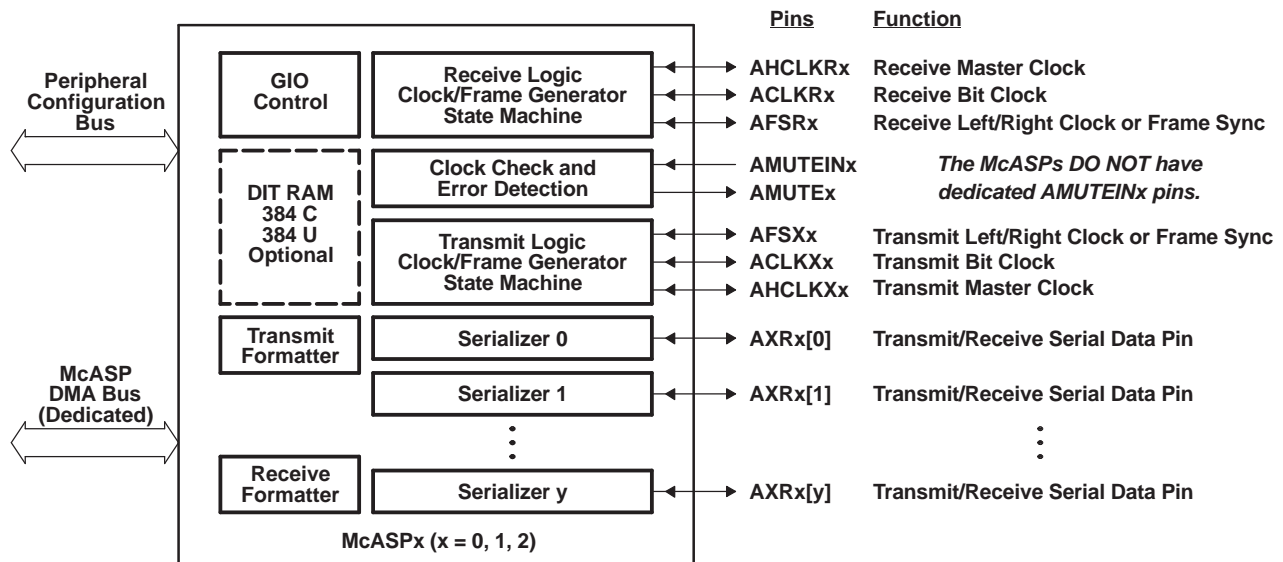 Pins Function
Peripheral
Configuration
Bus
GIO
Control
Receive Logic
Clock/Frame Generator
State Machine
AHCLKRx Receive Master Clock
ACLKRx Receive Bit Clock
AFSRx Receive Left/Right Clock or Frame Sync
DIT RAM
384 C
384 U
Optional
Clock Check and
Error Detection
AMUTEINx
AMUTEx
The McASPs DO NOT have
dedicated AMUTEINx pins.
Transmit Logic
Clock/Frame Generator
State Machine
AFSXx Transmit Left/Right Clock or Frame Sync
ACLKXx Transmit Bit Clock
AHCLKXx Transmit Master Clock
Transmit
Formatter
Serializer 0
AXRx[0] Transmit/Receive Serial Data Pin
McASP
DMA Bus
(Dedicated)
Serializer 1
AXRx[1] Transmit/Receive Serial Data Pin
Receive
Formatter
Serializer y
AXRx[y] Transmit/Receive Serial Data Pin
McASPx (x = 0, 1, 2)